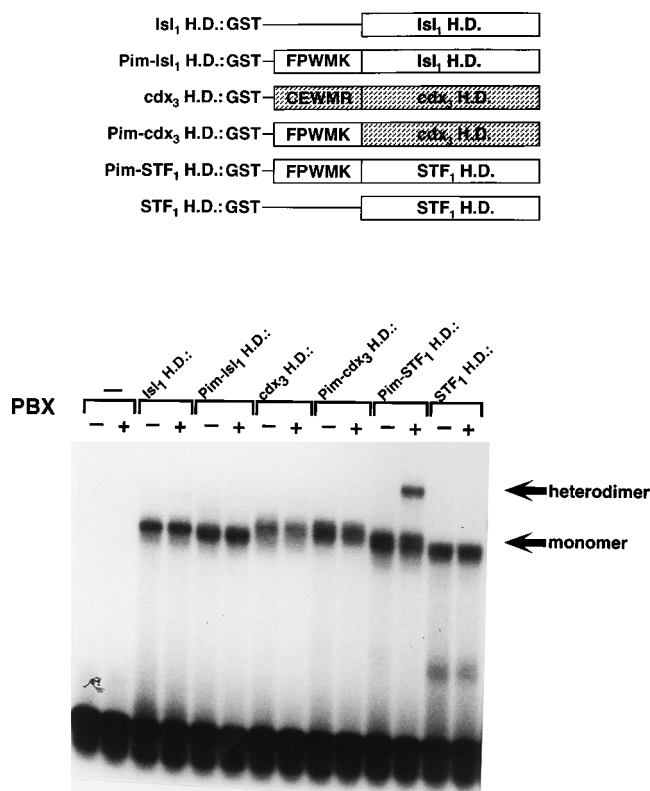 Isl₁ H.D.: GST Isl₁ H.D.
Pim-Isl₁ H.D.: GST FPWMK Isl₁ H.D.
cdx₃ H.D.: GST CEWMR cdx₃ H.D.
Pim-cdx₃ H.D.: GST FPWMK cdx₃ H.D.
Pim-STF₁ H.D.: GST FPWMK STF₁ H.D.
STF₁ H.D.: GST STF₁ H.D.
— Isl₁ H.D.:: Pim-Isl₁ H.D.:: cdx₃ H.D.:: Pim-cdx₃ H.D.:: Pim-STF₁ H.D.:: STF₁ H.D.::
PBX − + − + − + − + − + − + − +
heterodimer
monomer